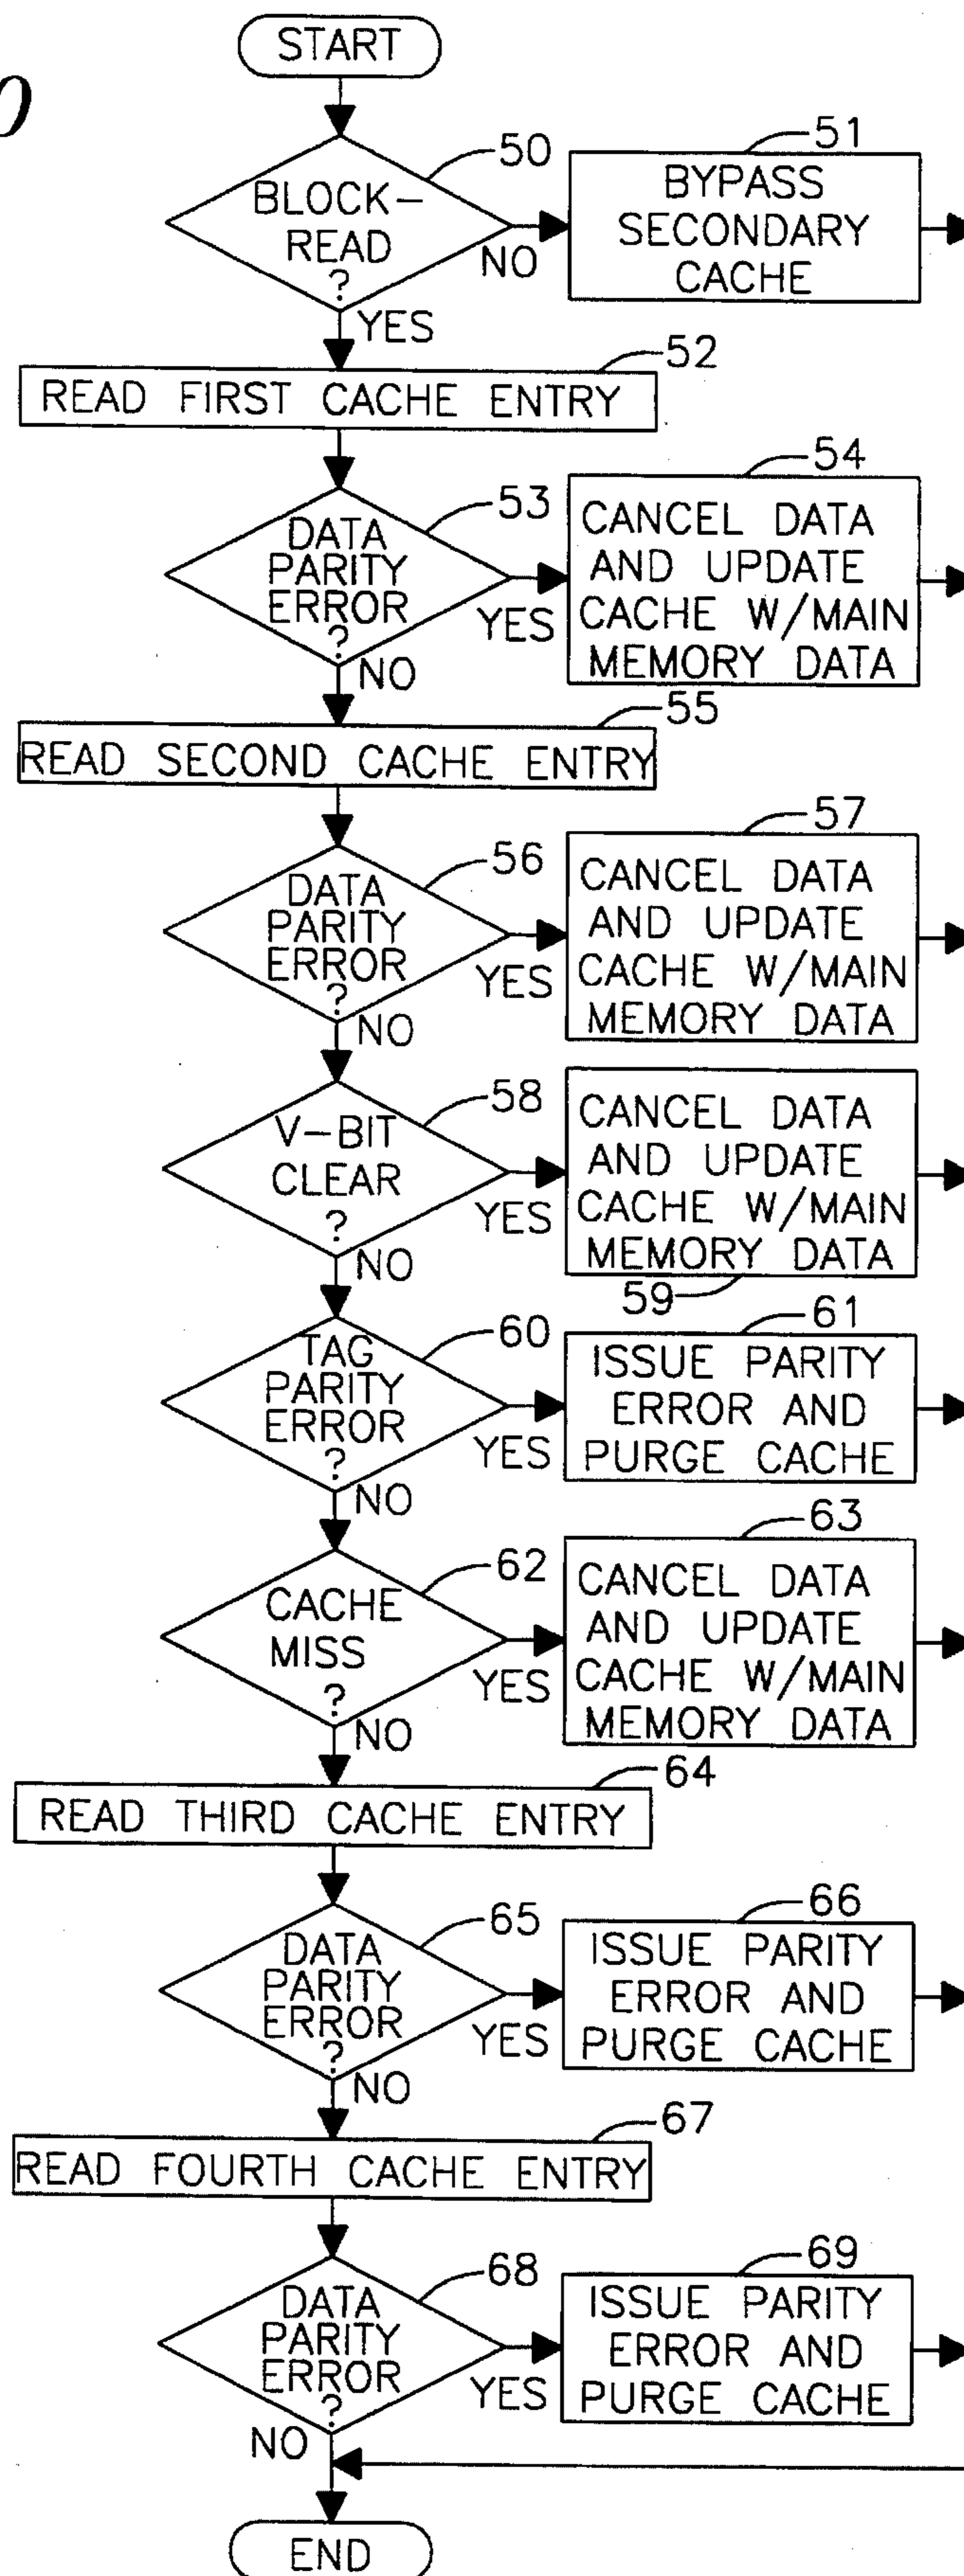 START
50
BLOCK-
READ
?
NO
YES
51
BYPASS
SECONDARY
CACHE
52
READ FIRST CACHE ENTRY
53
DATA
PARITY
ERROR
?
YES
NO
54
CANCEL DATA
AND UPDATE
CACHE W/MAIN
MEMORY DATA
55
READ SECOND CACHE ENTRY
56
DATA
PARITY
ERROR
?
YES
NO
57
CANCEL DATA
AND UPDATE
CACHE W/MAIN
MEMORY DATA
58
V-BIT
CLEAR
?
YES
NO
CANCEL DATA
AND UPDATE
CACHE W/MAIN
MEMORY DATA
59
60
TAG
PARITY
ERROR
?
YES
NO
61
ISSUE PARITY
ERROR AND
PURGE CACHE
62
CACHE
MISS
?
YES
NO
63
CANCEL DATA
AND UPDATE
CACHE W/MAIN
MEMORY DATA
64
READ THIRD CACHE ENTRY
65
DATA
PARITY
ERROR
?
YES
NO
66
ISSUE PARITY
ERROR AND
PURGE CACHE
67
READ FOURTH CACHE ENTRY
68
DATA
PARITY
ERROR
?
YES
NO
69
ISSUE PARITY
ERROR AND
PURGE CACHE
END